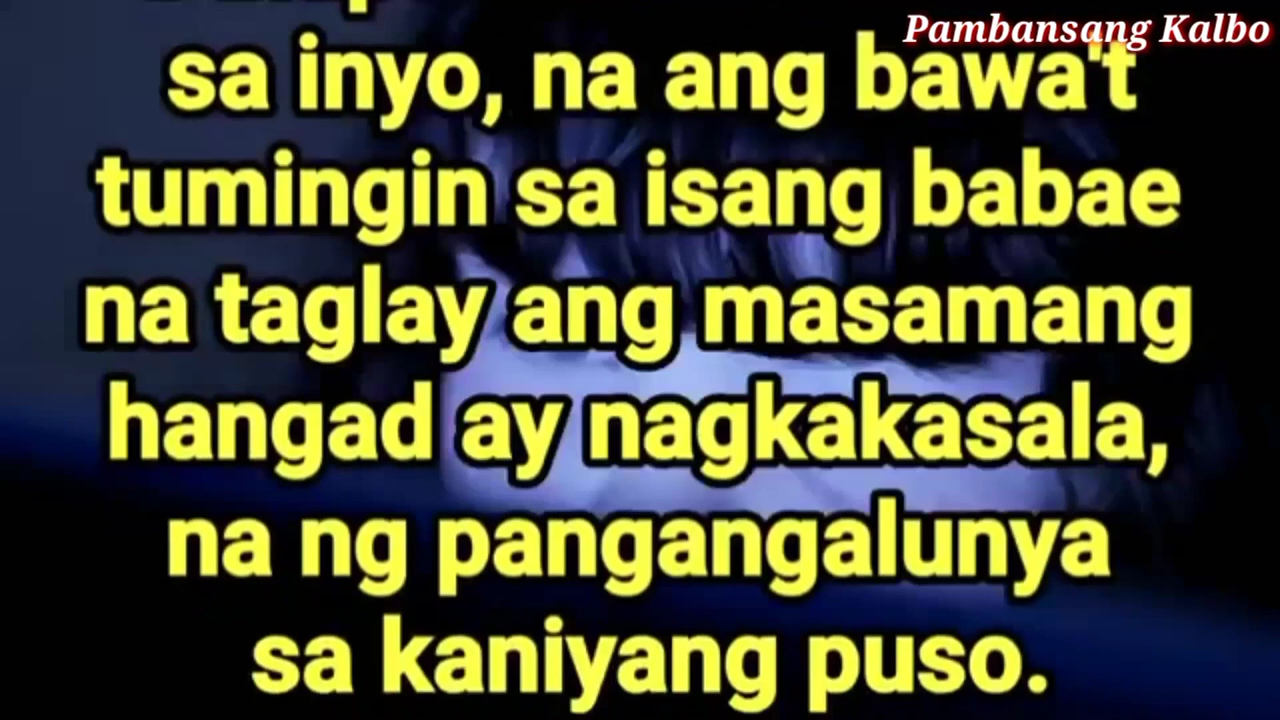 Pambansang Kalbo
sa inyo, na ang bawa't
tumingin sa isang babae
na taglay ang masamang
hangad ay nagkakasala,
na ng pangangalunya
sa kaniyang puso.